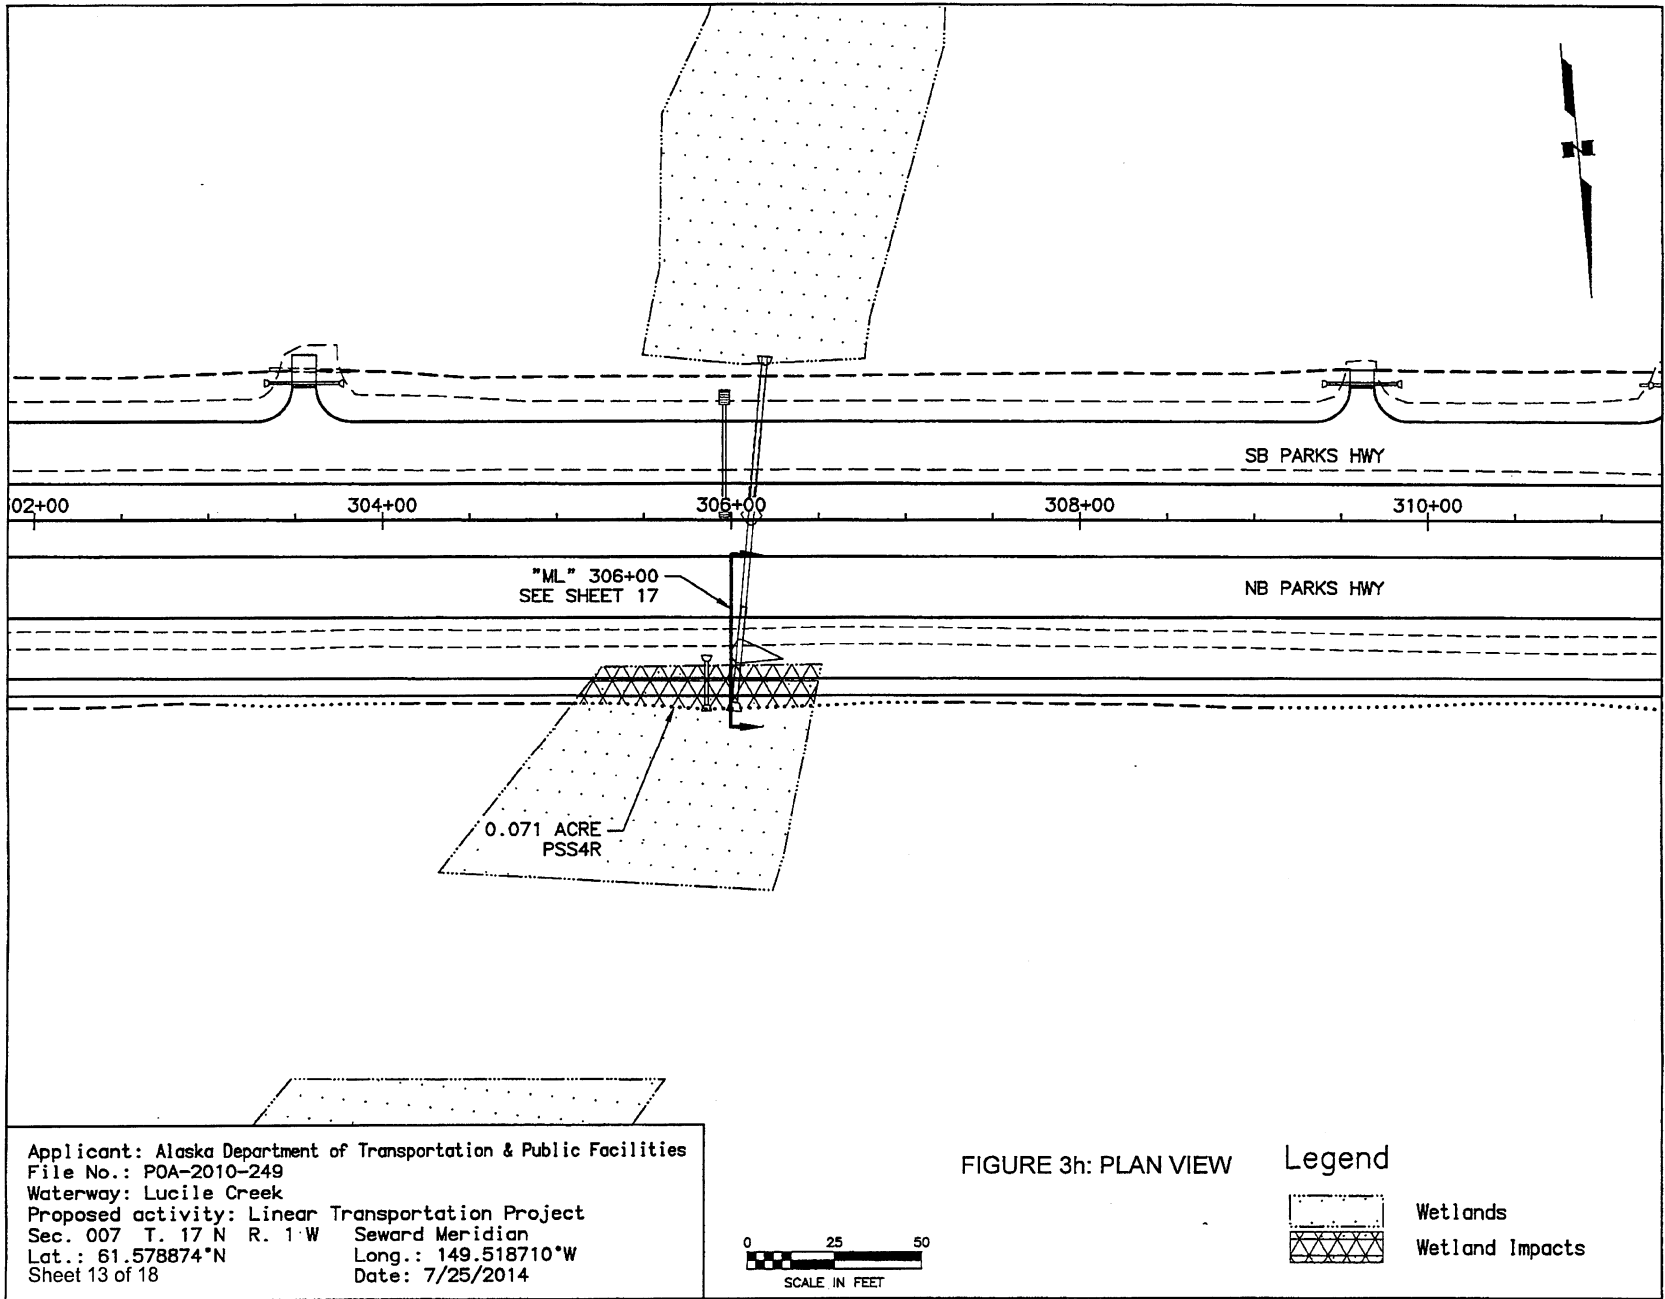 N
SB PARKS HWY
302+00 304+00 306+00 308+00 310+00
"ML" 306+00
SEE SHEET 17
NB PARKS HWY
0.071 ACRE
PSS4R
Applicant: Alaska Department of Transportation & Public Facilities
File No.: POA-2010-249
Waterway: Lucile Creek
Proposed activity: Linear Transportation Project
Sec. 007 T. 17 N R. 1 W Seward Meridian
Lat.: 61.578874°N Long.: 149.518710°W
Sheet 13 of 18 Date: 7/25/2014
0 25 50
SCALE IN FEET
FIGURE 3h: PLAN VIEW
Legend
Wetlands
Wetland Impacts